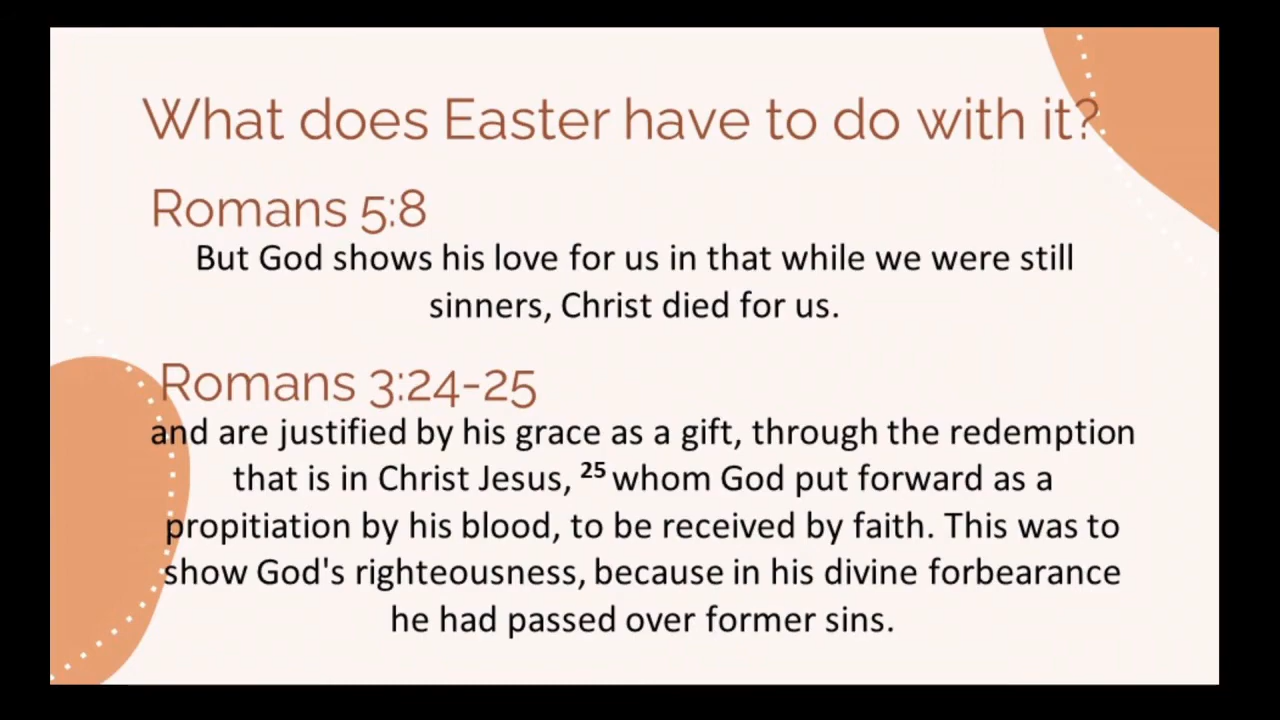 What does Easter have to do with it?
Romans 5:8
But God shows his love for us in that while we were still
sinners, Christ died for us.
Romans 3:24-25
and are justified by his grace as a gift, through the redemption
that is in Christ Jesus, ²⁵ whom God put forward as a
propitiation by his blood, to be received by faith. This was to
show God's righteousness, because in his divine forbearance
he had passed over former sins.